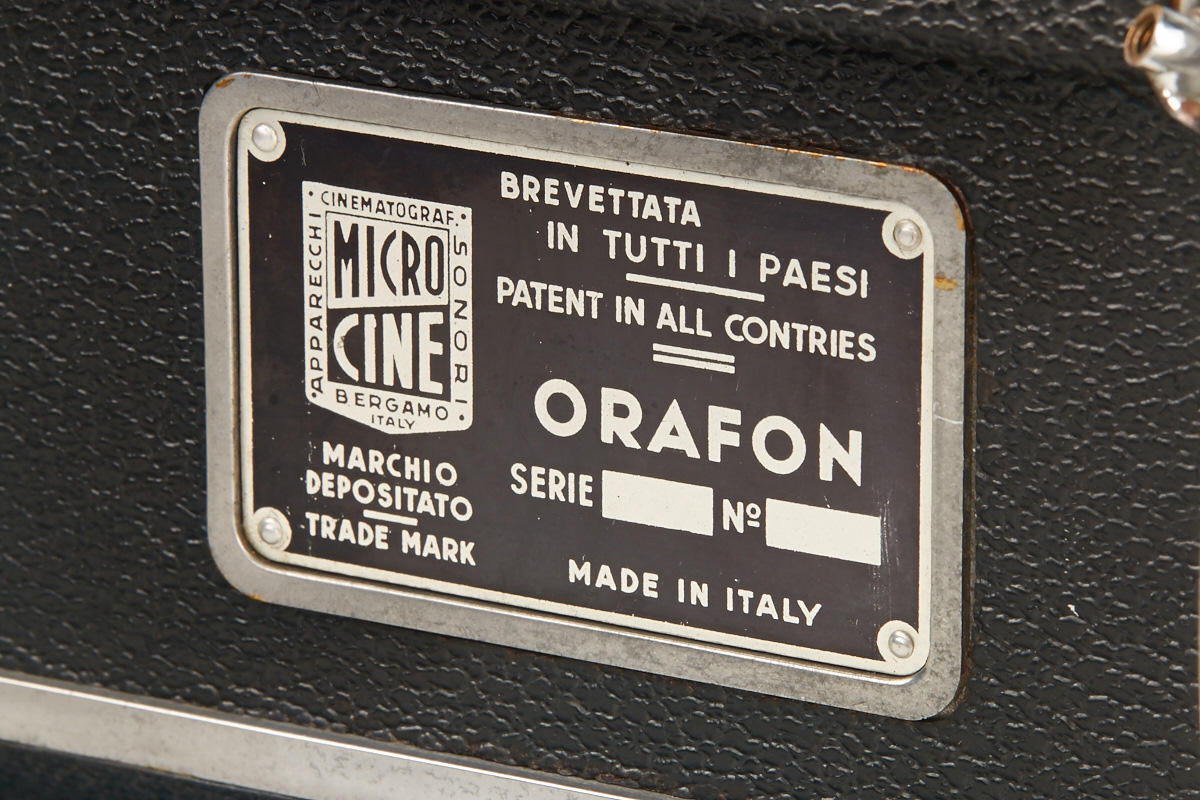 CINEMATOGRAF.
APPARECCHI
SONORI
MICRO
CINE
BERGAMO
ITALY
MARCHIO
DEPOSITATO
TRADE MARK
BREVETTATA
IN TUTTI I PAESI
PATENT IN ALL CONTRIES
ORAFON
SERIE Nº
MADE IN ITALY